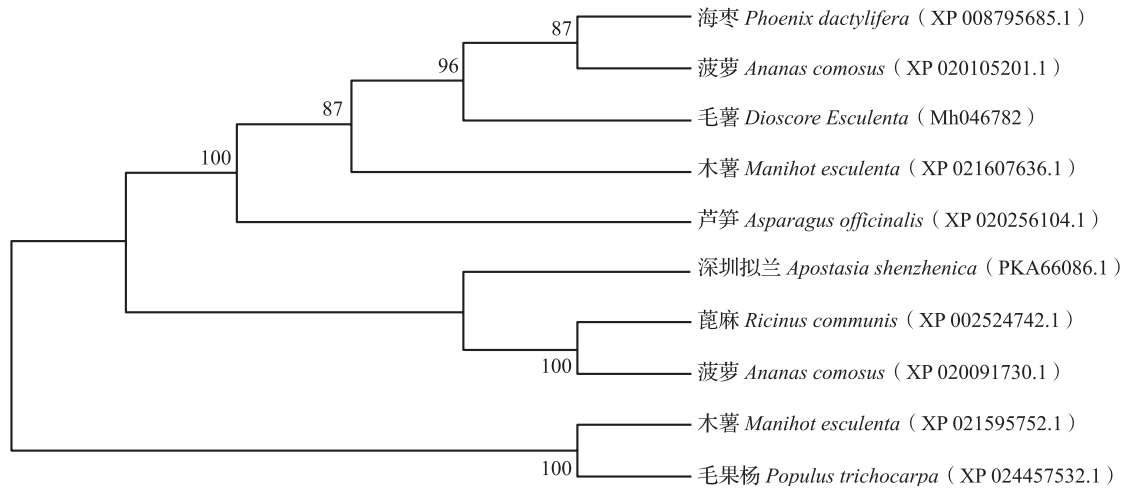 87
海枣 Phoenix dactylifera（XP 008795685.1）
菠萝 Ananas comosus（XP 020105201.1）
96
毛薯 Dioscore Esculenta（Mh046782）
87
木薯 Manihot esculenta（XP 021607636.1）
100
芦笋 Asparagus officinalis（XP 020256104.1）
深圳拟兰 Apostasia shenzhenica（PKA66086.1）
蓖麻 Ricinus communis（XP 002524742.1）
100
菠萝 Ananas comosus（XP 020091730.1）
木薯 Manihot esculenta（XP 021595752.1）
100
毛果杨 Populus trichocarpa（XP 024457532.1）